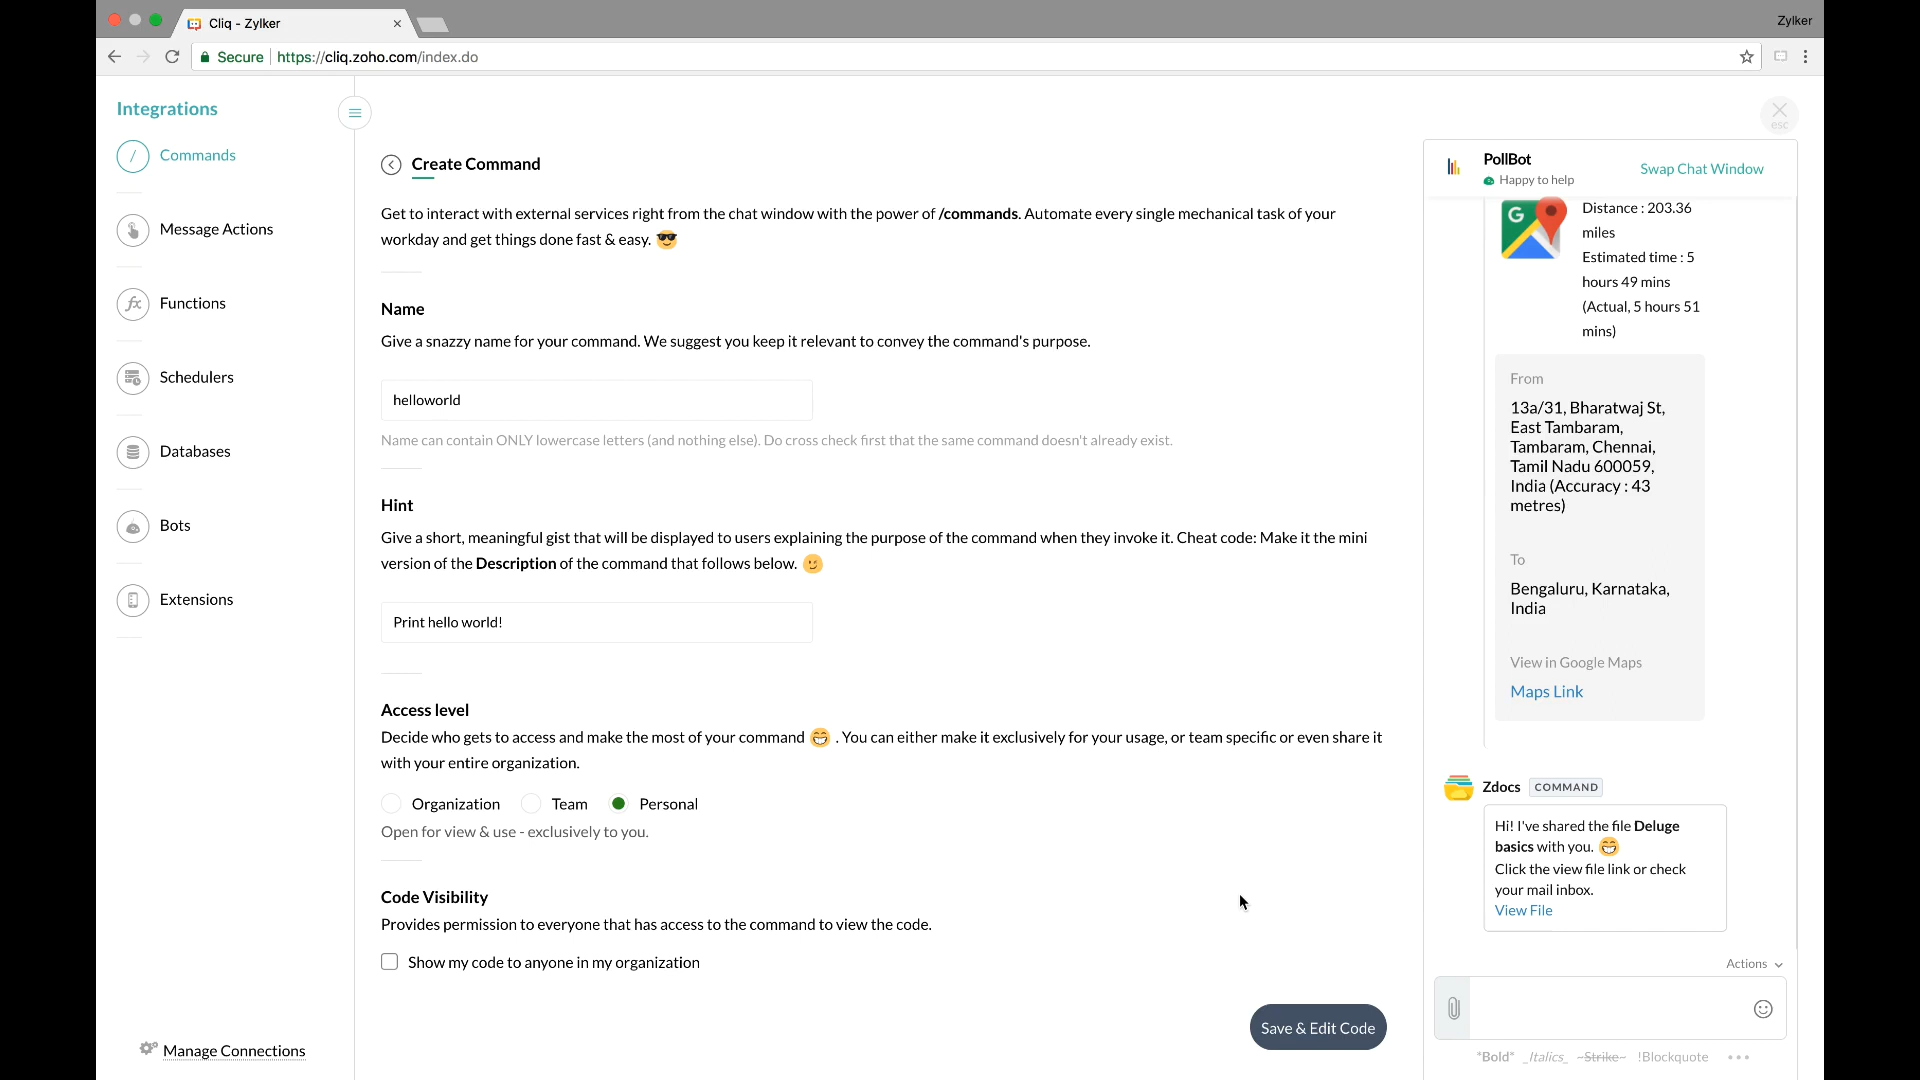 Cliq - Zylker
Zylker
Secure
https://cliq.zoho.com/index.do
Integrations
Commands
Message Actions
Functions
Schedulers
Databases
Bots
Extensions
Manage Connections
esc
Create Command
Get to interact with external services right from the chat window with the power of /commands. Automate every single mechanical task of your
workday and get things done fast & easy. 😎
Name
Give a snazzy name for your command. We suggest you keep it relevant to convey the command's purpose.
helloworld
Name can contain ONLY lowercase letters (and nothing else). Do cross check first that the same command doesn't already exist.
Hint
Give a short, meaningful gist that will be displayed to users explaining the purpose of the command when they invoke it. Cheat code: Make it the mini
version of the Description of the command that follows below. 😉
Print hello world!
Access level
Decide who gets to access and make the most of your command 😁 . You can either make it exclusively for your usage, or team specific or even share it
with your entire organization.
Organization Team Personal
Open for view & use - exclusively to you.
Code Visibility
Provides permission to everyone that has access to the command to view the code.
Show my code to anyone in my organization
Save & Edit Code
PollBot
Happy to help
Swap Chat Window
Distance : 203.36
miles
Estimated time : 5
hours 49 mins
(Actual, 5 hours 51
mins)
From
13a/31, Bharatwaj St,
East Tambaram,
Tambaram, Chennai,
Tamil Nadu 600059,
India (Accuracy : 43
metres)
To
Bengaluru, Karnataka,
India
View in Google Maps
Maps Link
Zdocs COMMAND
Hi! I've shared the file Deluge
basics with you. 😁
Click the view file link or check
your mail inbox.
View File
Actions
*Bold* _Italics_ ~Strike~ !Blockquote